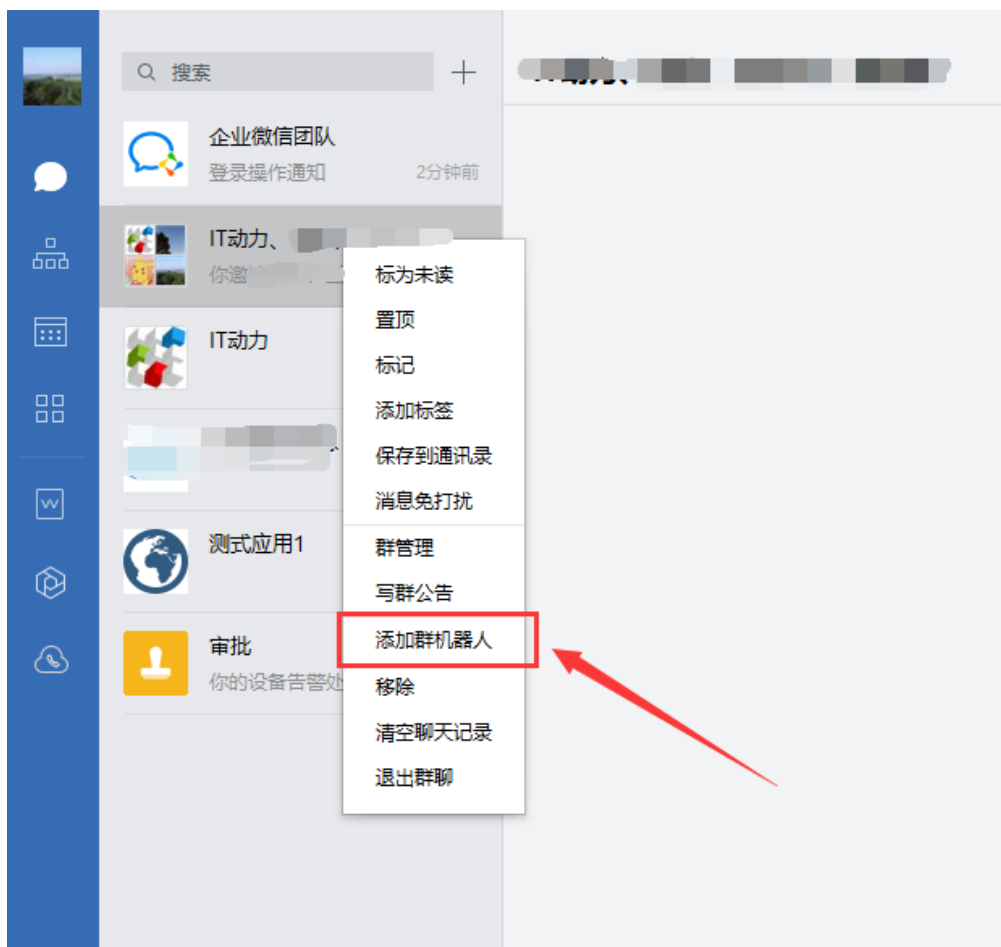 搜索
企业微信团队
登录操作通知
2分钟前
IT动力、
你邀
IT动力
测式应用1
审批
你的设备告警处
标为未读
置顶
标记
添加标签
保存到通讯录
消息免打扰
群管理
写群公告
添加群机器人
移除
清空聊天记录
退出群聊